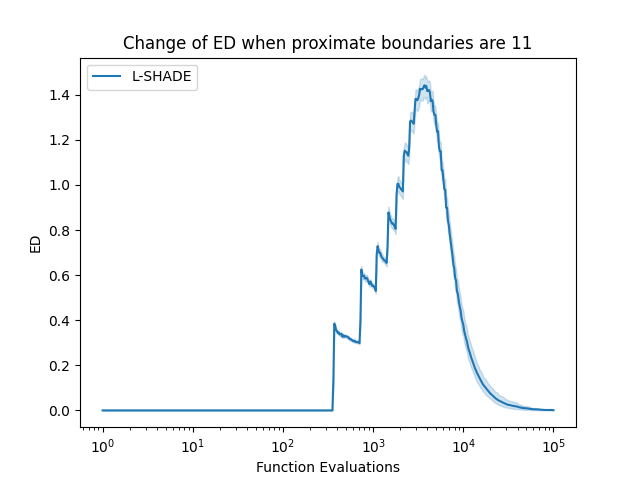 Change of ED when proximate boundaries are 11
L-SHADE
1.4
1.2
1.0
0.8
0.6
0.4
0.2
0.0
ED
10⁰ 10¹ 10² 10³ 10⁴ 10⁵
Function Evaluations